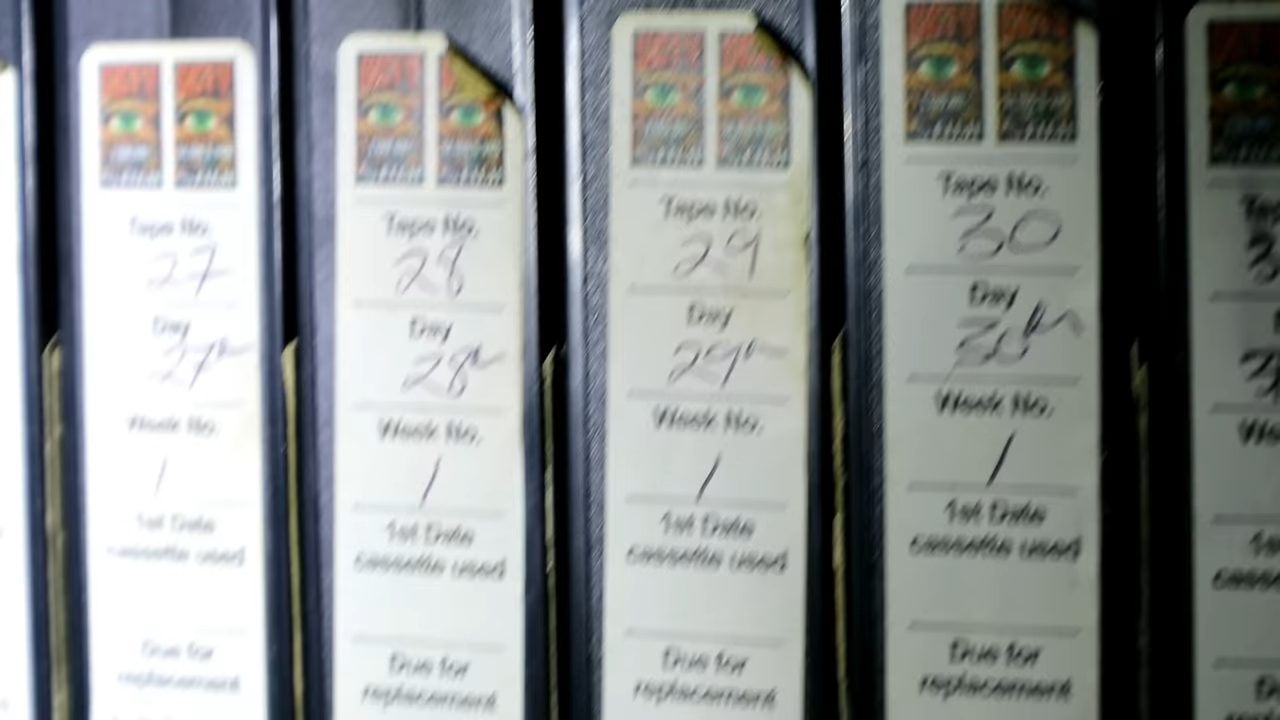 Tape No.
27
Day
27th
Week No.
1
1st Date
cassette used
Due for
replacement
Tape No.
28
Day
28th
Week No.
1
1st Date
cassette used
Due for
replacement
Tape No.
29
Day
29th
Week No.
1
1st Date
cassette used
Due for
replacement
Tape No.
30
Day
30th
Week No.
1
1st Date
cassette used
Due for
replacement